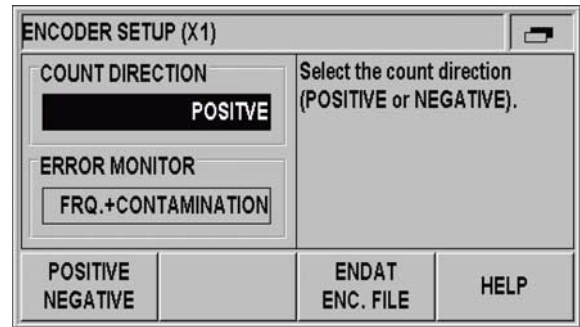 ENCODER SETUP (X1)
COUNT DIRECTION
POSITVE
ERROR MONITOR
FRQ.+CONTAMINATION
Select the count direction
(POSITIVE or NEGATIVE).
POSITIVE
NEGATIVE
ENDAT
ENC. FILE
HELP